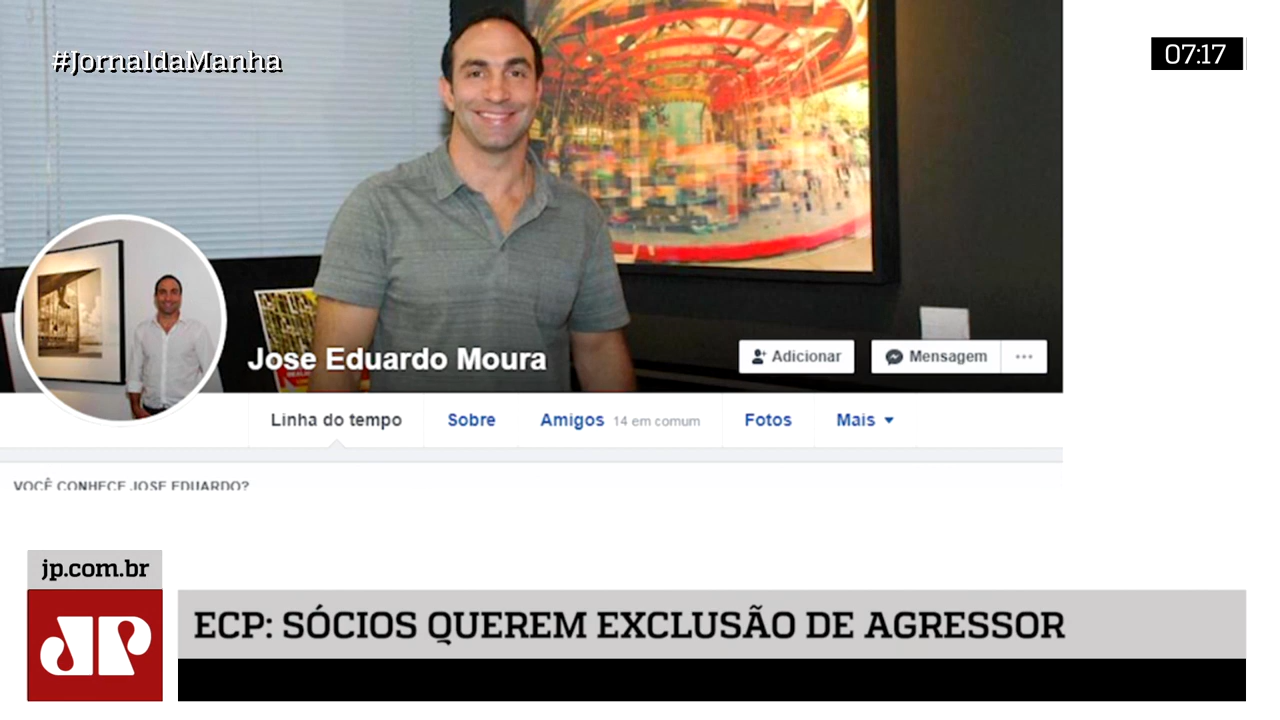 #JornaldaManha
07:17
Jose Eduardo Moura
Adicionar
Mensagem
Linha do tempo
Sobre
Amigos 14 em comum
Fotos
Mais
VOCÊ CONHECE JOSE EDUARDO?
jp.com.br
JP
ECP: SÓCIOS QUEREM EXCLUSÃO DE AGRESSOR